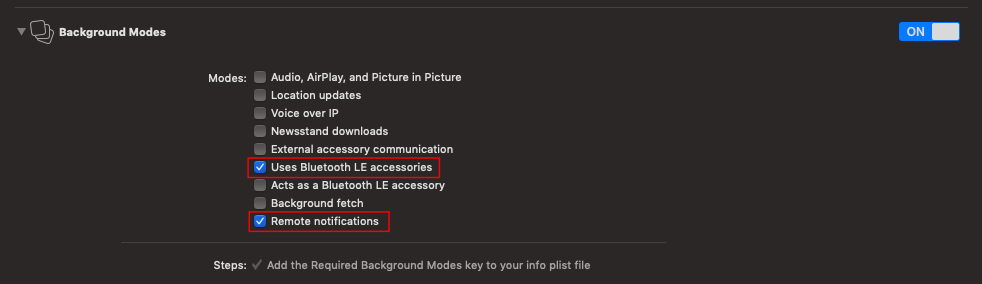 Background Modes
ON
Modes: Audio, AirPlay, and Picture in Picture
Location updates
Voice over IP
Newsstand downloads
External accessory communication
Uses Bluetooth LE accessories
Acts as a Bluetooth LE accessory
Background fetch
Remote notifications
Steps: ✓ Add the Required Background Modes key to your info plist file